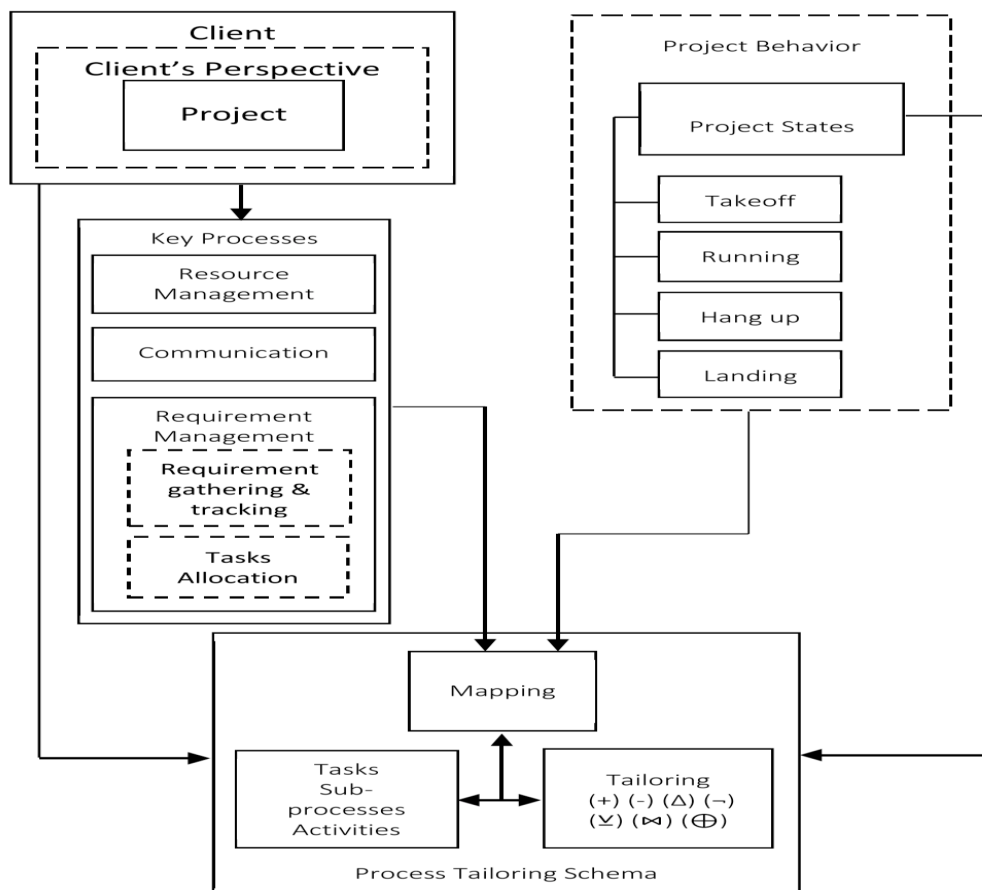 Client
Client's Perspective
Project
Key Processes
Resource
Management
Communication
Requirement
Management
Requirement
gathering &
tracking
Tasks
Allocation
Project Behavior
Project States
Takeoff
Running
Hang up
Landing
Mapping
Tasks
Sub-
processes
Activities
Tailoring
(+) (-) (Δ) (¬)
(⊻) (⋈) (⊕)
Process Tailoring Schema